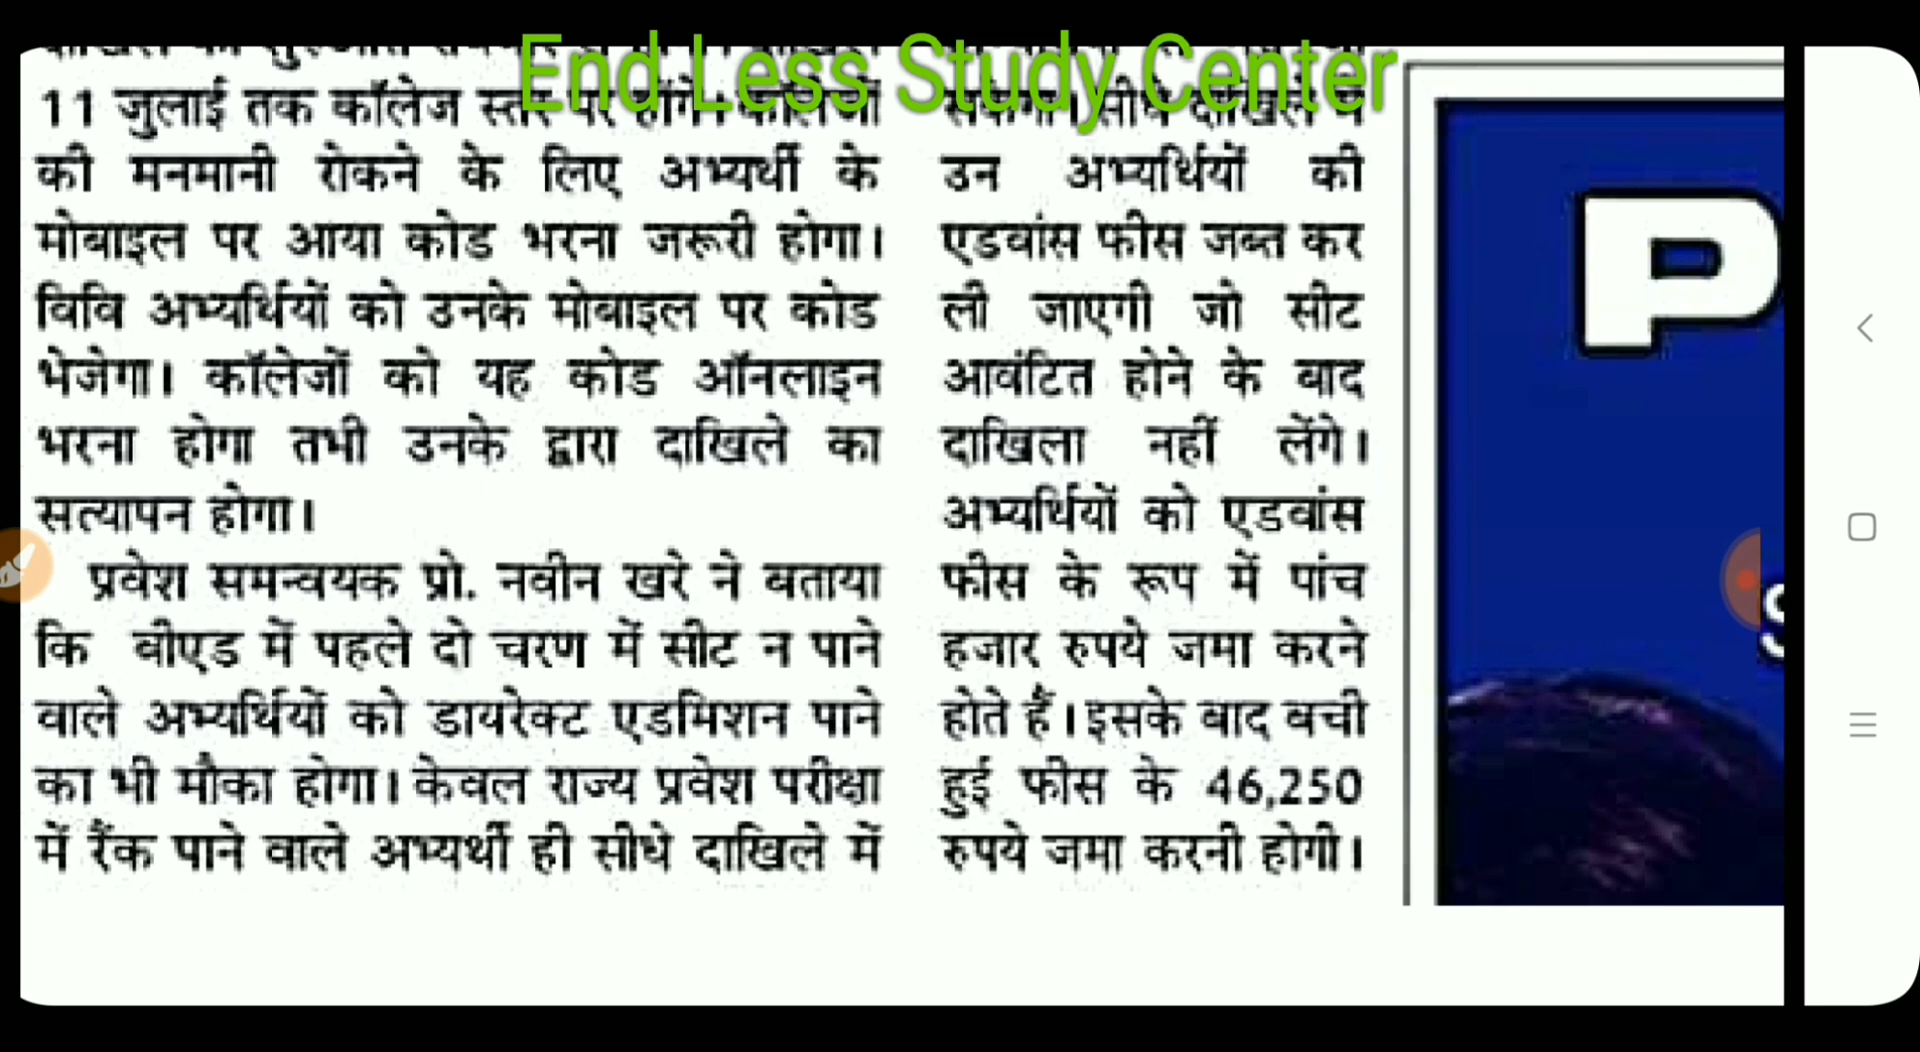 End Less Study Center
11 जुलाई तक कॉलेज स्तर पर होंगे। कॉलेजों
की मनमानी रोकने के लिए अभ्यर्थी के
मोबाइल पर आया कोड भरना जरूरी होगा।
विवि अभ्यर्थियों को उनके मोबाइल पर कोड
भेजेगा। कॉलेजों को यह कोड ऑनलाइन
भरना होगा तभी उनके द्वारा दाखिले का
सत्यापन होगा।
प्रवेश समन्वयक प्रो. नवीन खरे ने बताया
कि बीएड में पहले दो चरण में सीट न पाने
वाले अभ्यर्थियों को डायरेक्ट एडमिशन पाने
का भी मौका होगा। केवल राज्य प्रवेश परीक्षा
में रैंक पाने वाले अभ्यर्थी ही सीधे दाखिले में
सीधे दाखिले में
उन अभ्यर्थियों की
एडवांस फीस जब्त कर
ली जाएगी जो सीट
आवंटित होने के बाद
दाखिला नहीं लेंगे।
अभ्यर्थियों को एडवांस
फीस के रूप में पांच
हजार रुपये जमा करने
होते हैं। इसके बाद बची
हुई फीस के 46,250
रुपये जमा करनी होगी।
P